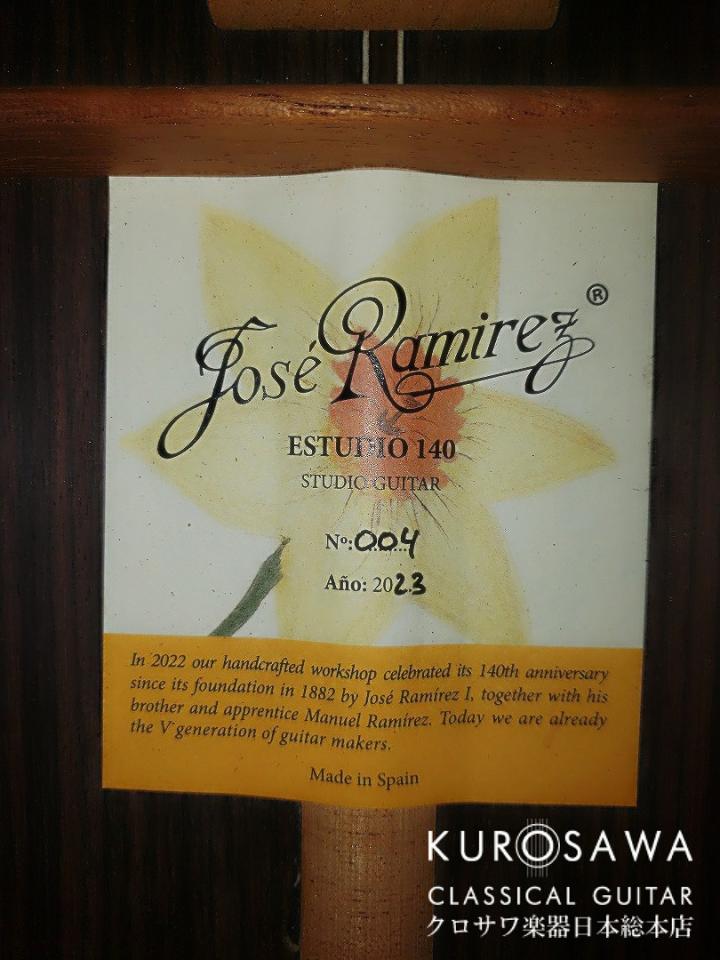 José Ramirez®
ESTUDIO 140
STUDIO GUITAR
Nº:004
Año: 2023
In 2022 our handcrafted workshop celebrated its 140th anniversary
since its foundation in 1882 by José Ramírez I, together with his
brother and apprentice Manuel Ramírez. Today we are already
the V generation of guitar makers.
Made in Spain
KUROSAWA
CLASSICAL GUITAR
クロサワ楽器日本総本店